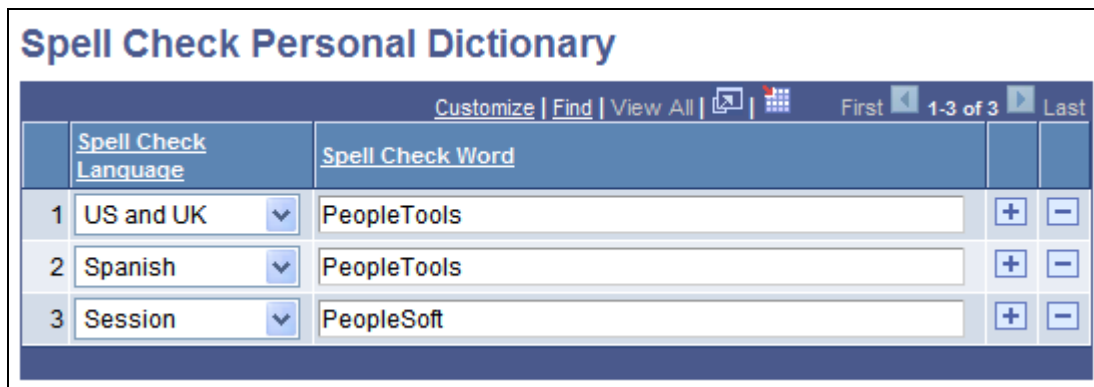 Spell Check Personal Dictionary
Customize | Find | View All | | First 1-3 of 3 Last
Spell Check
Language
Spell Check Word
1 US and UK PeopleTools + −
2 Spanish PeopleTools + −
3 Session PeopleSoft + −